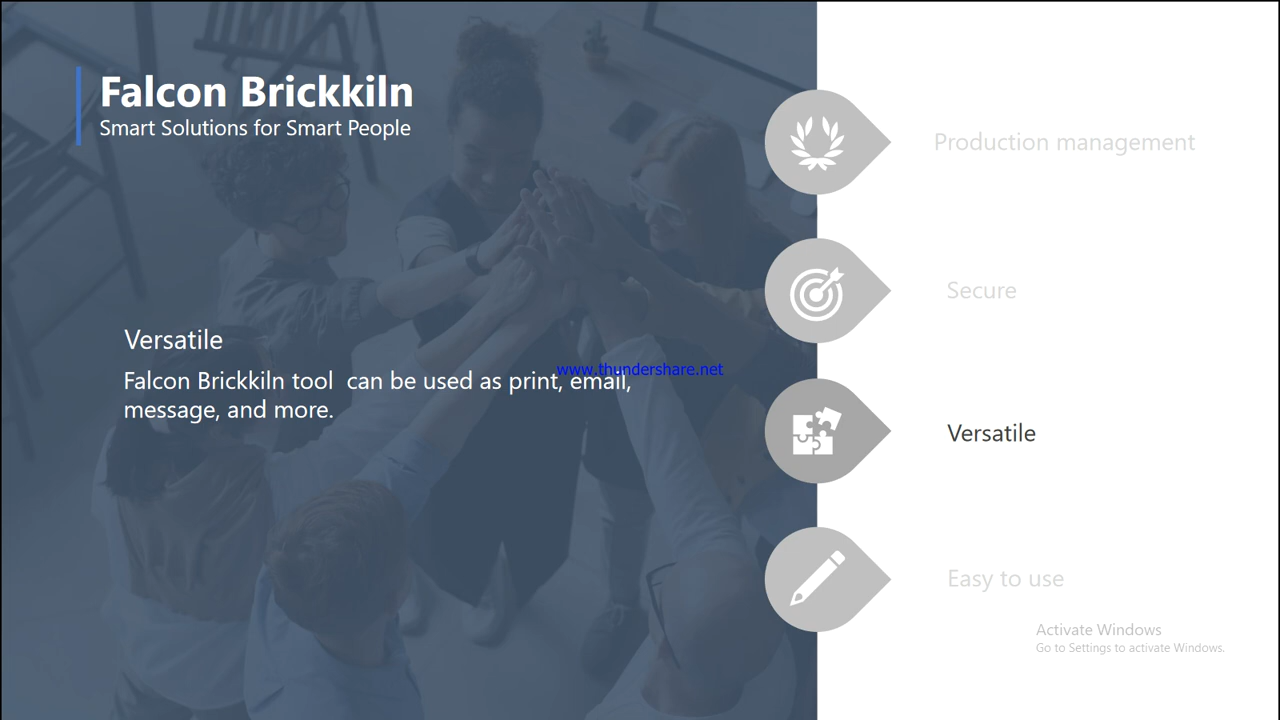 Falcon Brickkiln
Smart Solutions for Smart People
Production management
Secure
Versatile
www.thundershare.net
Falcon Brickkiln tool  can be used as print, email,
message, and more.
Versatile
Easy to use
Activate Windows
Go to Settings to activate Windows.